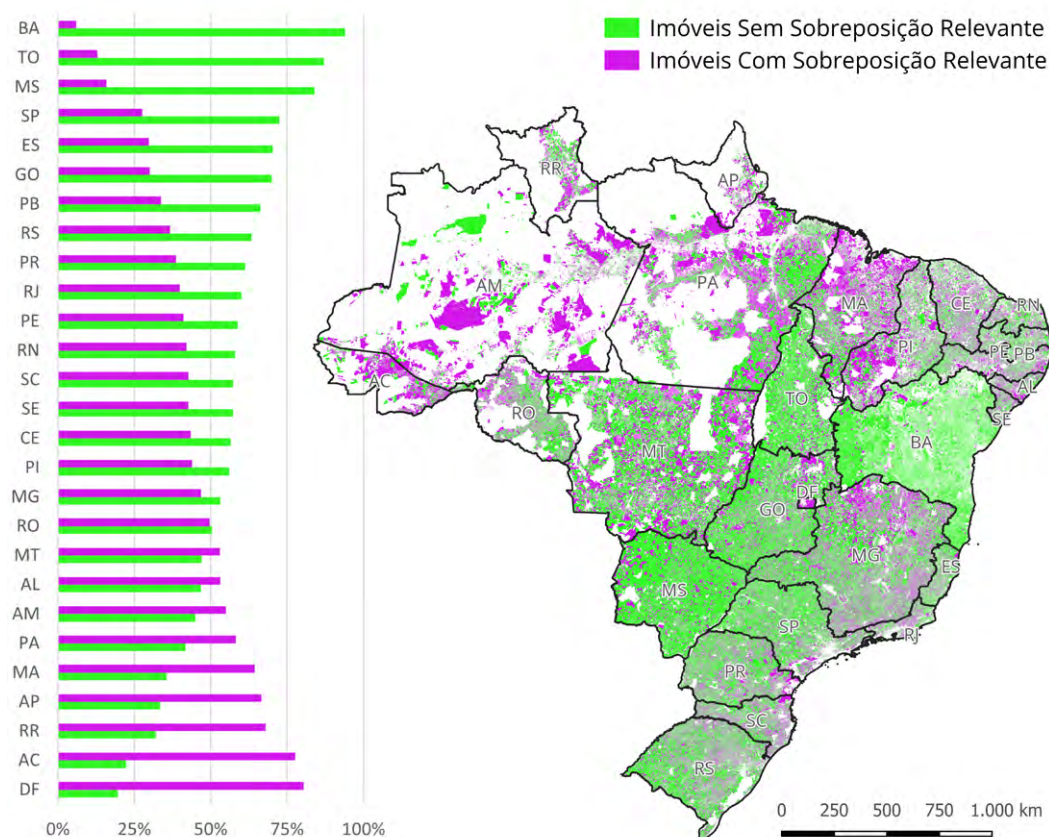 Imóveis Sem Sobreposição Relevante
Imóveis Com Sobreposição Relevante
BA
TO
MS
SP
ES
GO
PB
RS
PR
RJ
PE
RN
SC
SE
CE
PI
MG
RO
MT
AL
AM
PA
MA
AP
RR
AC
DF
0% 25% 50% 75% 100%
RR
AP
AM
PA
MA
CE
RN
PI
PE
PB
AC
AL
TO
SE
RO
BA
MT
DF
GO
MG
ES
MS
SP
RJ
PR
SC
RS
0 250 500 750 1.000 km